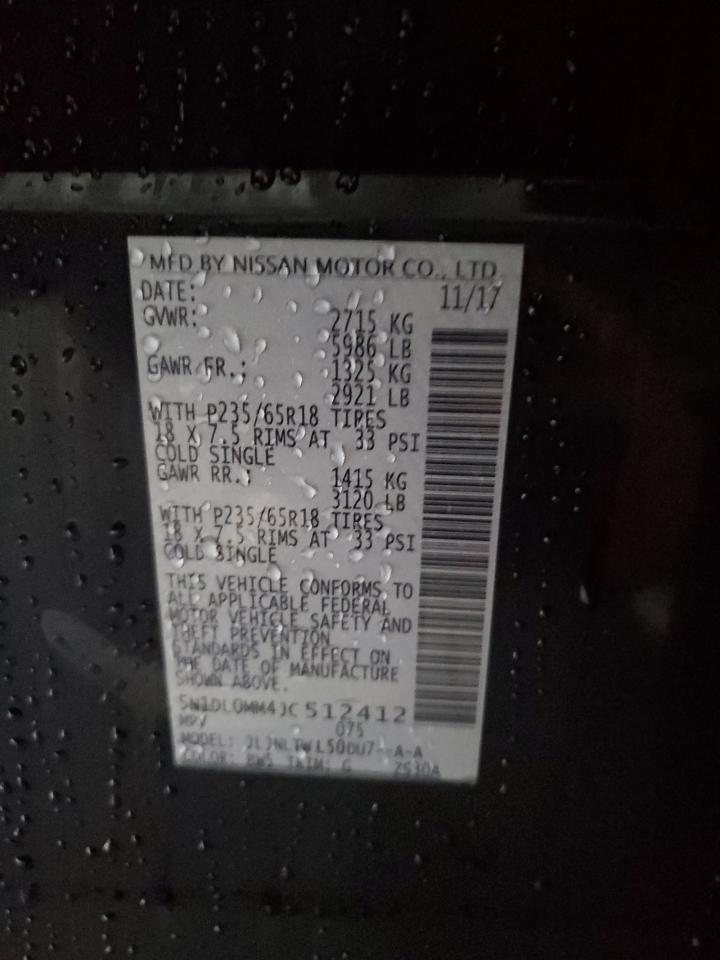 MFD BY NISSAN MOTOR CO., LTD
DATE: 11/17
GVWR: 2715 KG
5986 LB
GAWR FR.: 1325 KG
2921 LB
WITH P235/65R18 TIRES
18 X 7.5 RIMS AT 33 PSI
COLD SINGLE
GAWR RR.: 1415 KG
3120 LB
WITH P235/65R18 TIRES
18 X 7.5 RIMS AT 33 PSI
COLD SINGLE
THIS VEHICLE CONFORMS TO
ALL APPLICABLE FEDERAL
MOTOR VEHICLE SAFETY AND
THEFT PREVENTION
STANDARDS IN EFFECT ON
THE DATE OF MANUFACTURE
SHOWN ABOVE.
5N1DL0MM4JC512412
MPV 075
MODEL: -A-A
COLOR: TRIM: G